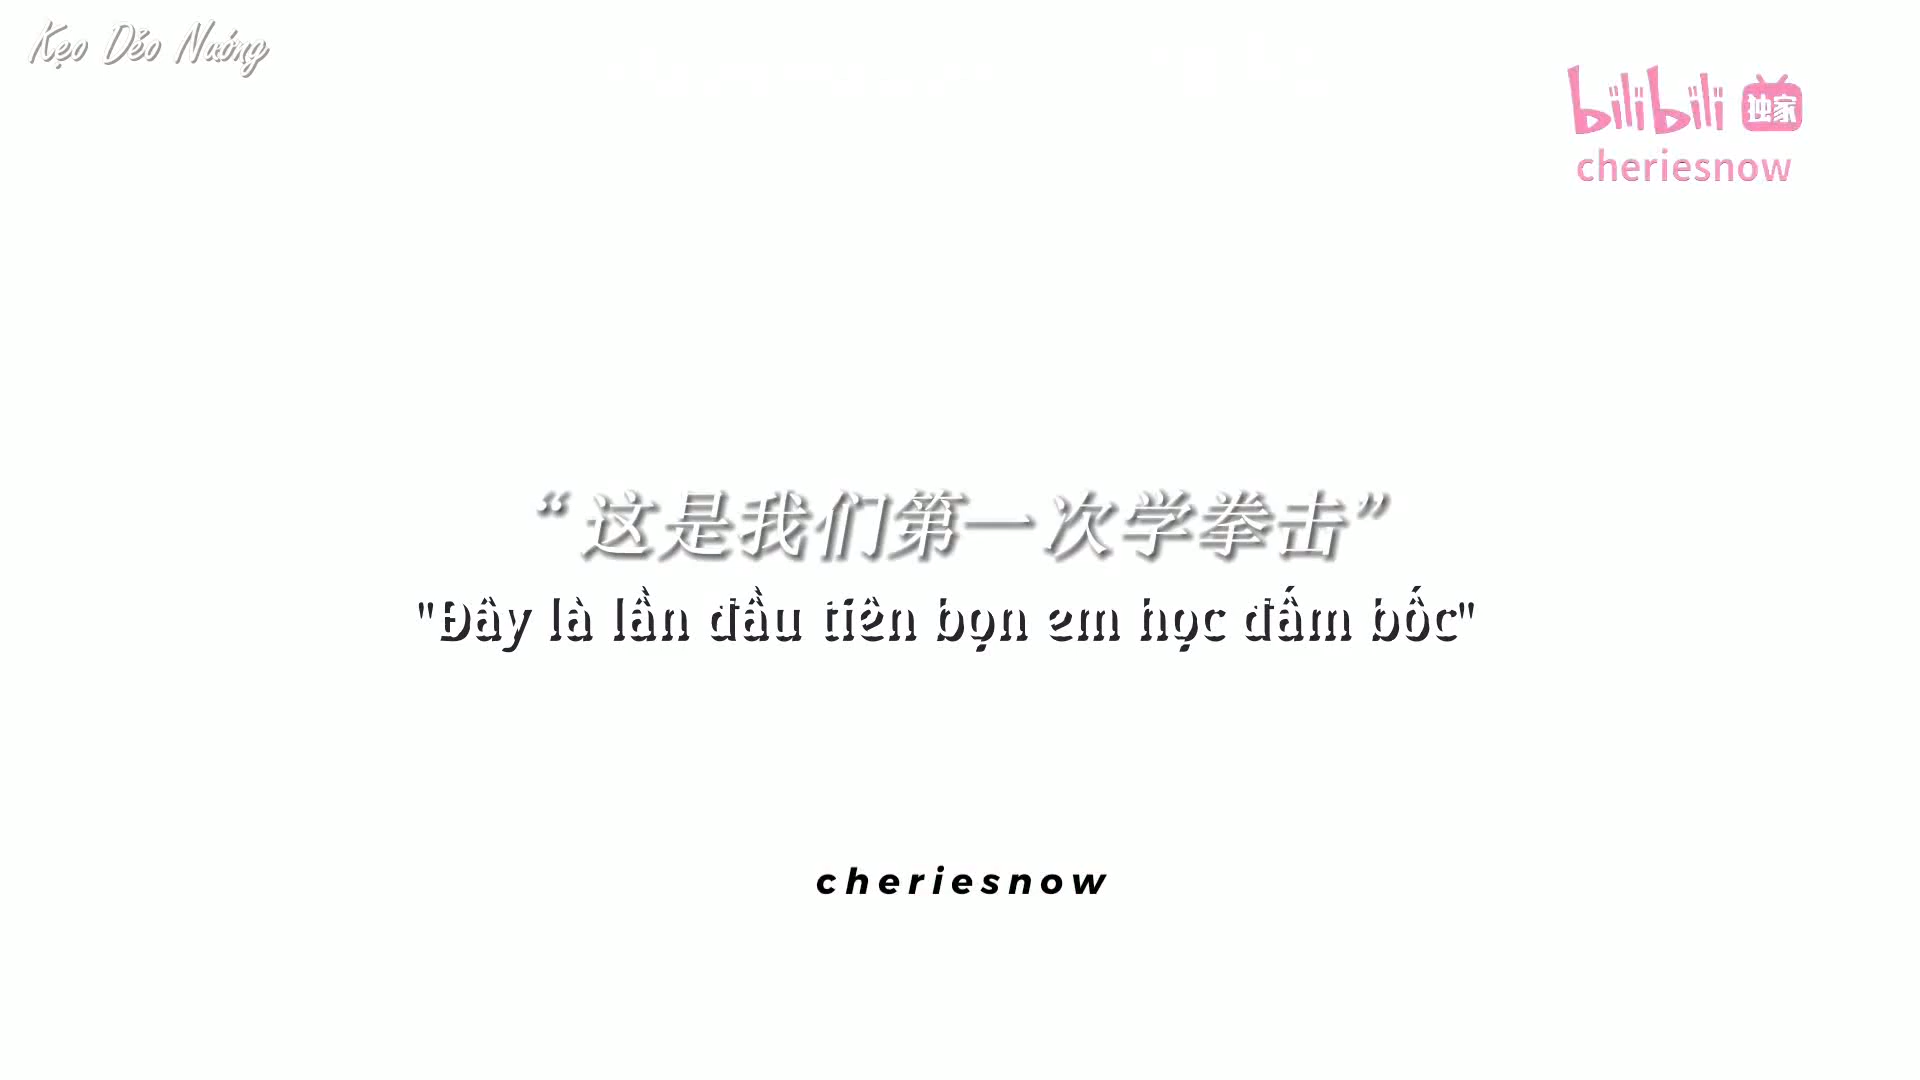 Kẹo Dẻo Nướng
bilibili 独家
cheriesnow
“这是我们第一次学拳击”
"Đây là lần đầu tiên bọn em học đấm bốc"
cheriesnow